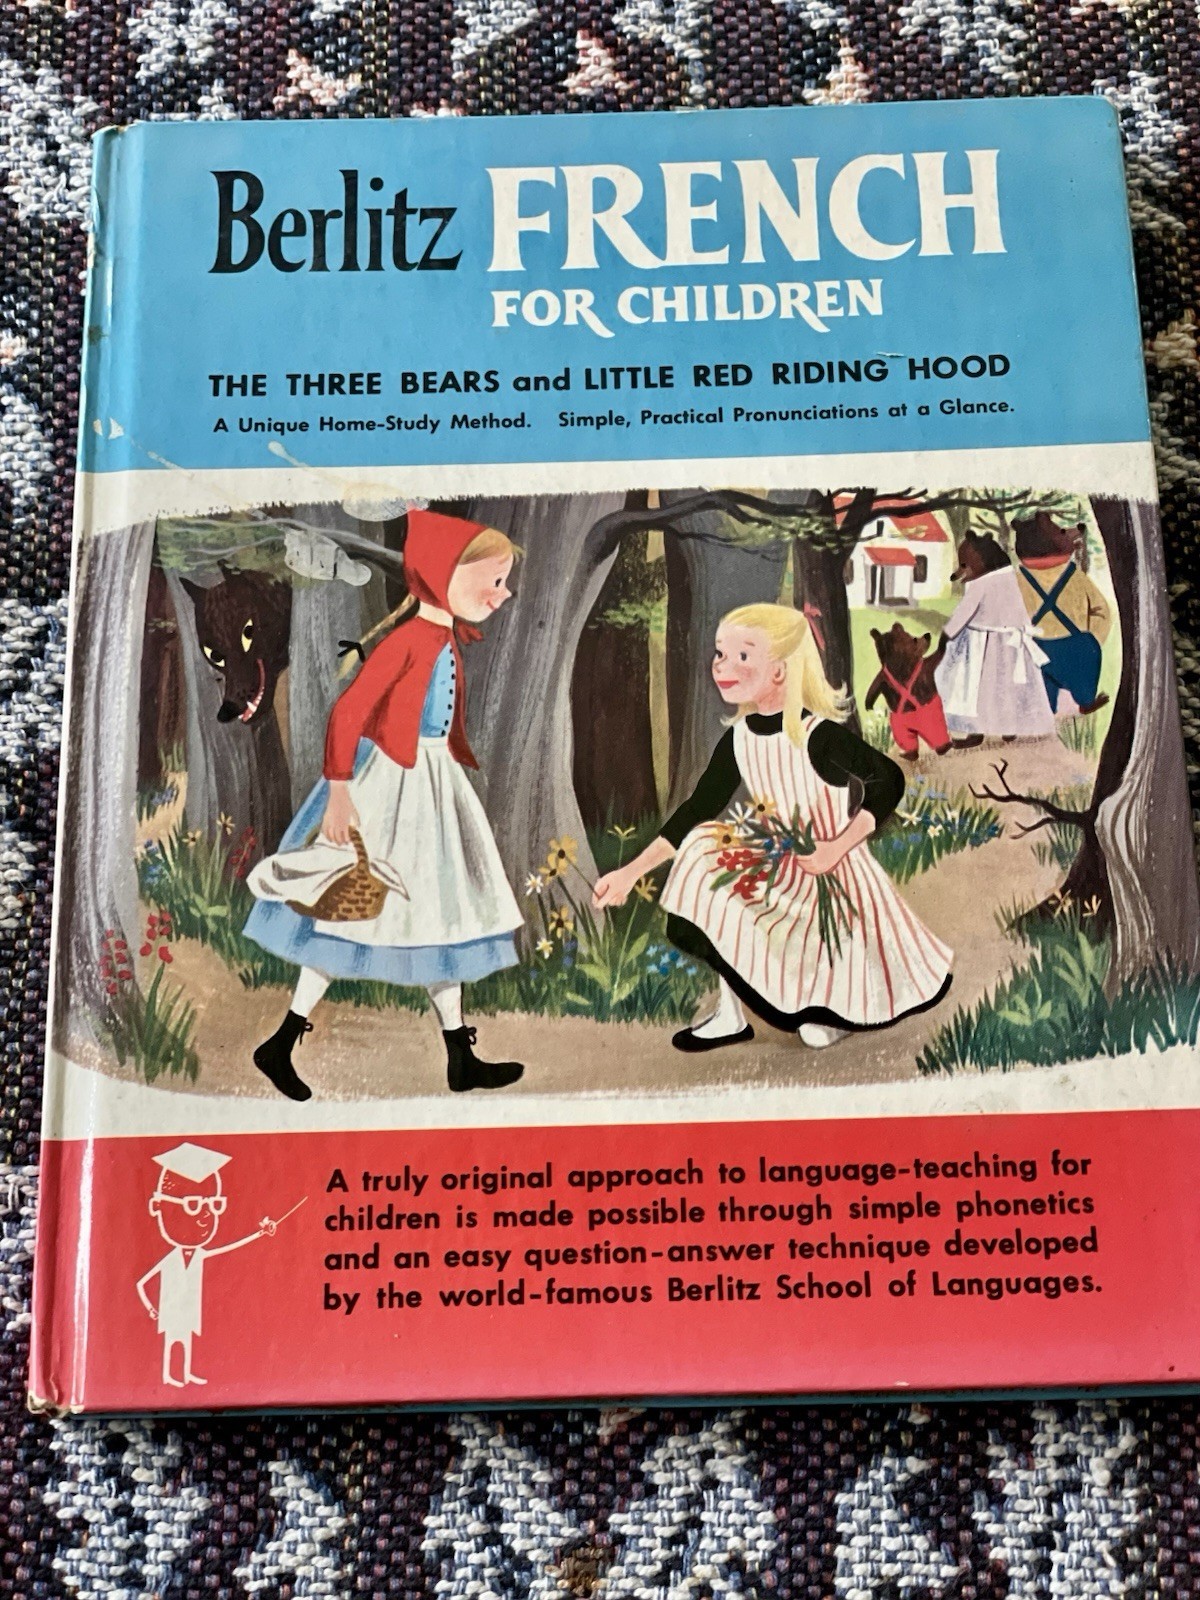 Berlitz FRENCH
FOR CHILDREN
THE THREE BEARS and LITTLE RED RIDING HOOD
A Unique Home-Study Method. Simple, Practical Pronunciations at a Glance.
A truly original approach to language-teaching for
children is made possible through simple phonetics
and an easy question-answer technique developed
by the world-famous Berlitz School of Languages.